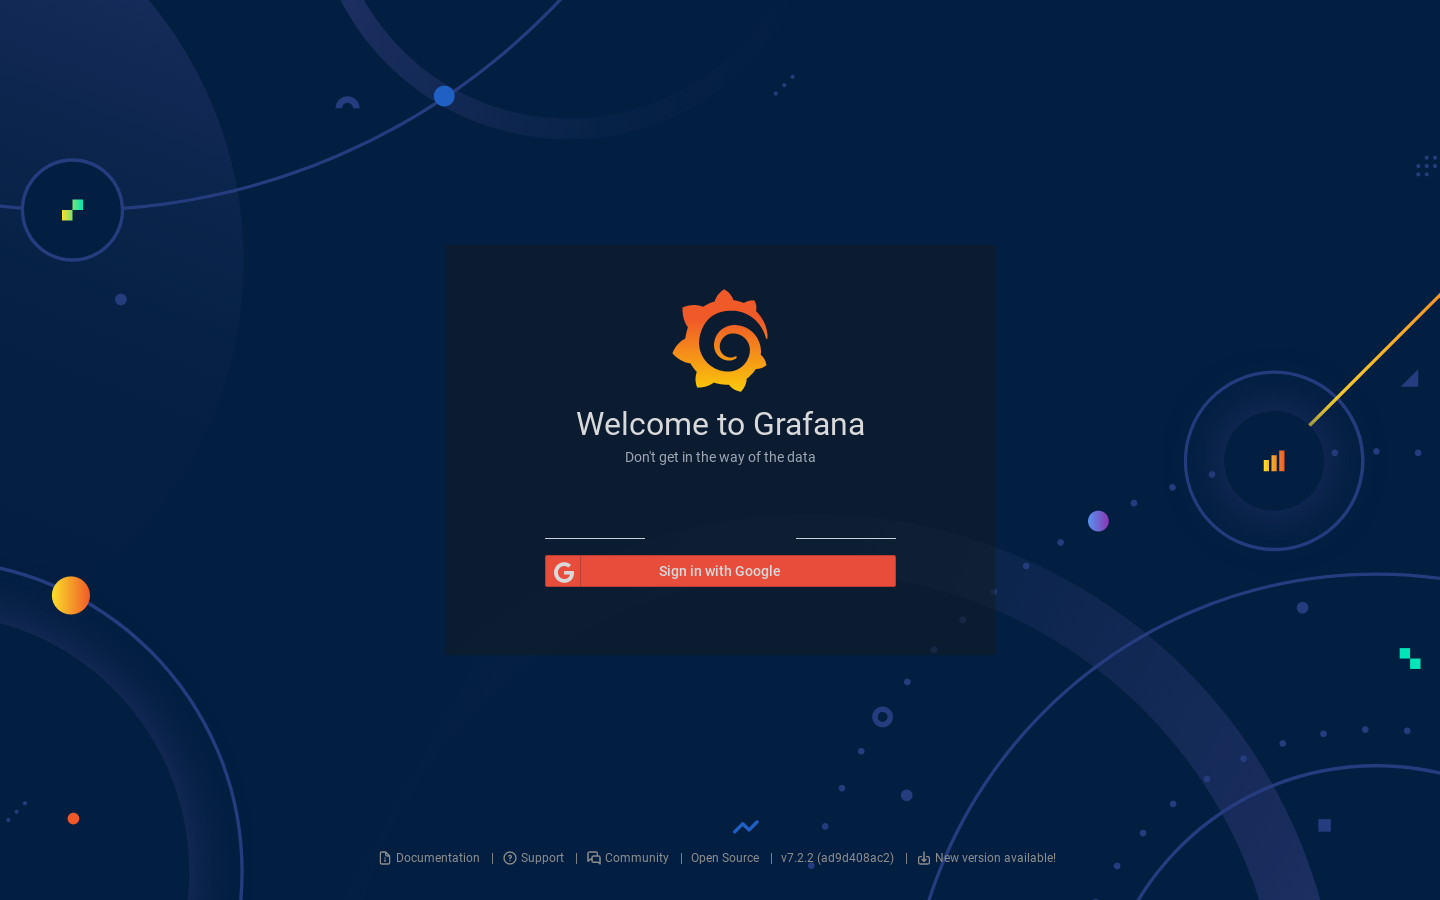 Welcome to Grafana
Don't get in the way of the data
Sign in with Google
Documentation | Support | Community | Open Source | v7.2.2 (ad9d408ac2) | New version available!